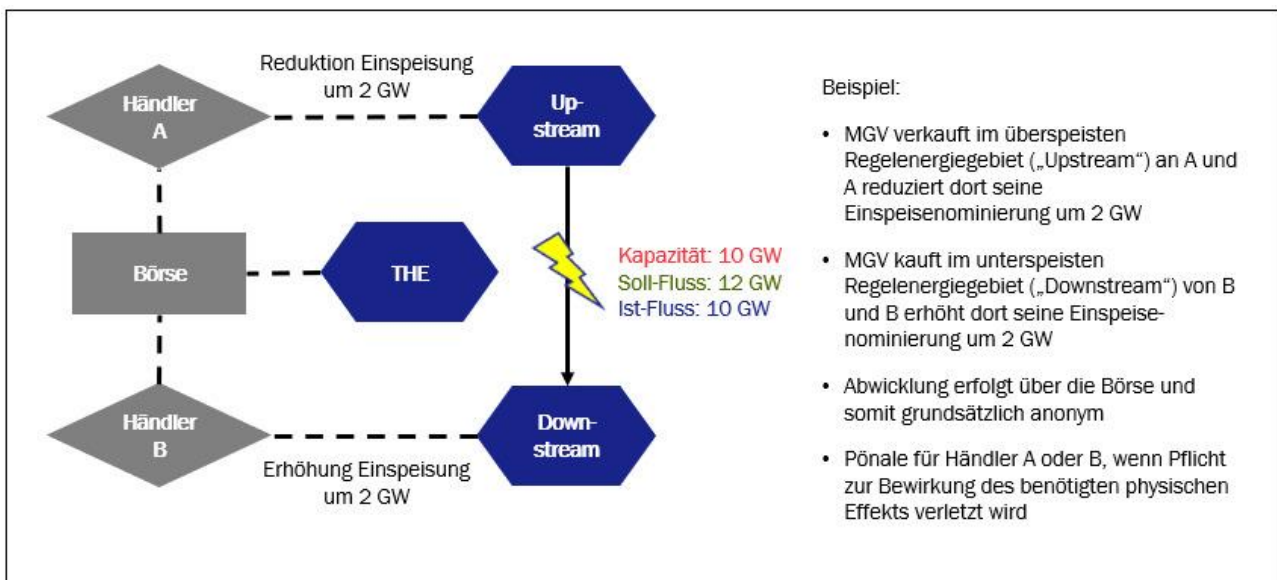 Reduktion Einspeisung
um 2 GW
Händler
A
Up-
stream
Börse
THE
Kapazität: 10 GW
Soll-Fluss: 12 GW
Ist-Fluss: 10 GW
Händler
B
Down-
stream
Erhöhung Einspeisung
um 2 GW
Beispiel:
• MGV verkauft im überspeisten
Regelenergiegebiet („Upstream“) an A und
A reduziert dort seine
Einspeisenominierung um 2 GW
• MGV kauft im unterspeisten
Regelenergiegebiet („Downstream“) von B
und B erhöht dort seine Einspeise-
nominierung um 2 GW
• Abwicklung erfolgt über die Börse und
somit grundsätzlich anonym
• Pönale für Händler A oder B, wenn Pflicht
zur Bewirkung des benötigten physischen
Effekts verletzt wird